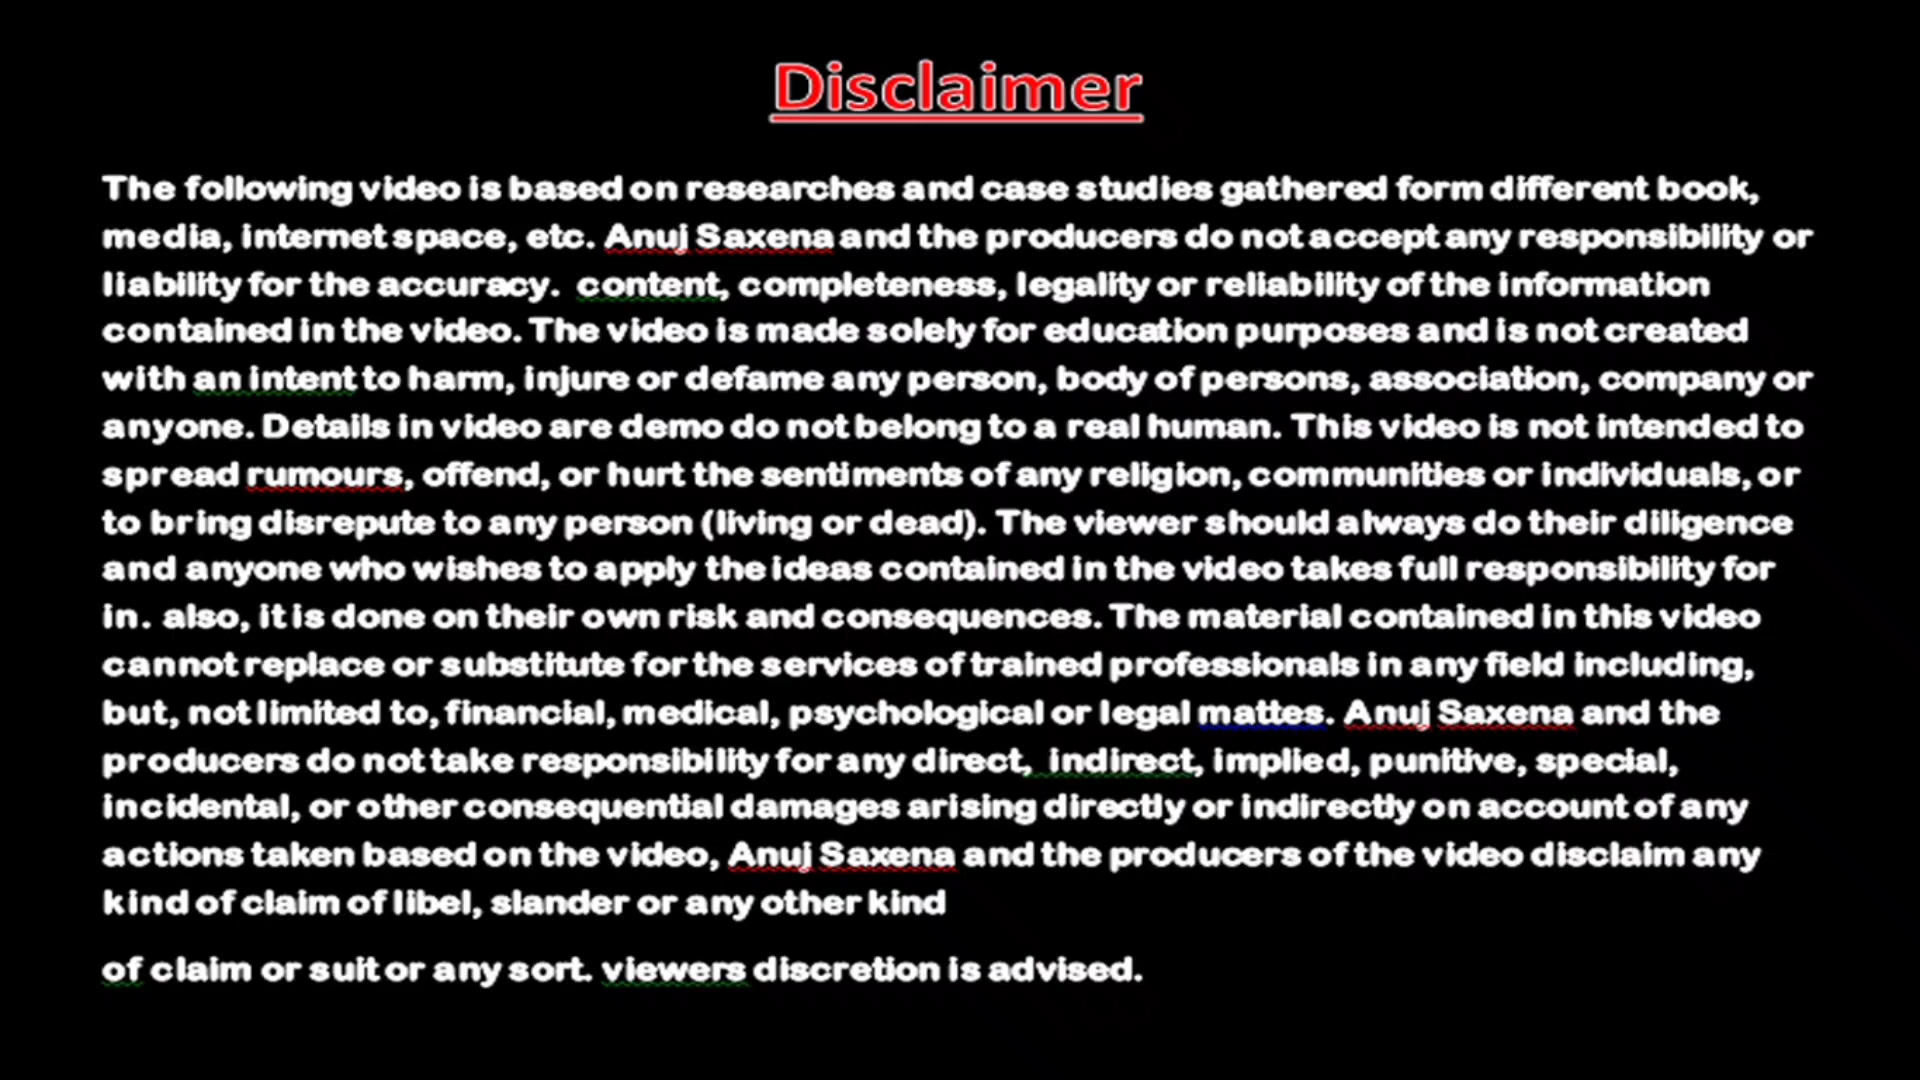 Disclaimer
The following video is based on researches and case studies gathered form different book,
media, internet space, etc. Anuj Saxena and the producers do not accept any responsibility or
liability for the accuracy. content, completeness, legality or reliability of the information
contained in the video. The video is made solely for education purposes and is not created
with an intent to harm, injure or defame any person, body of persons, association, company or
anyone. Details in video are demo do not belong to a real human. This video is not intended to
spread rumours, offend, or hurt the sentiments of any religion, communities or individuals, or
to bring disrepute to any person (living or dead). The viewer should always do their diligence
and anyone who wishes to apply the ideas contained in the video takes full responsibility for
in. also, it is done on their own risk and consequences. The material contained in this video
cannot replace or substitute for the services of trained professionals in any field including,
but, not limited to, financial, medical, psychological or legal mattes. Anuj Saxena and the
producers do not take responsibility for any direct, indirect, implied, punitive, special,
incidental, or other consequential damages arising directly or indirectly on account of any
actions taken based on the video, Anuj Saxena and the producers of the video disclaim any
kind of claim of libel, slander or any other kind
of claim or suit or any sort. viewers discretion is advised.